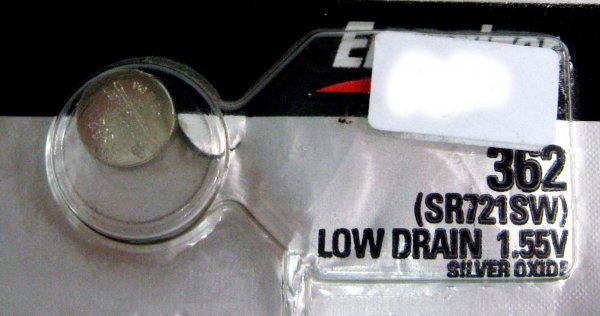 362
(SR721SW)
LOW DRAIN 1.55V
SILVER OXIDE